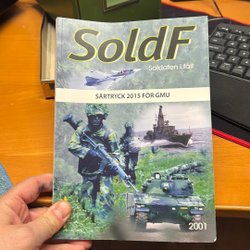 SoldF
Soldaten i fält
SÄRTRYCK 2015 FÖR GMU
2001